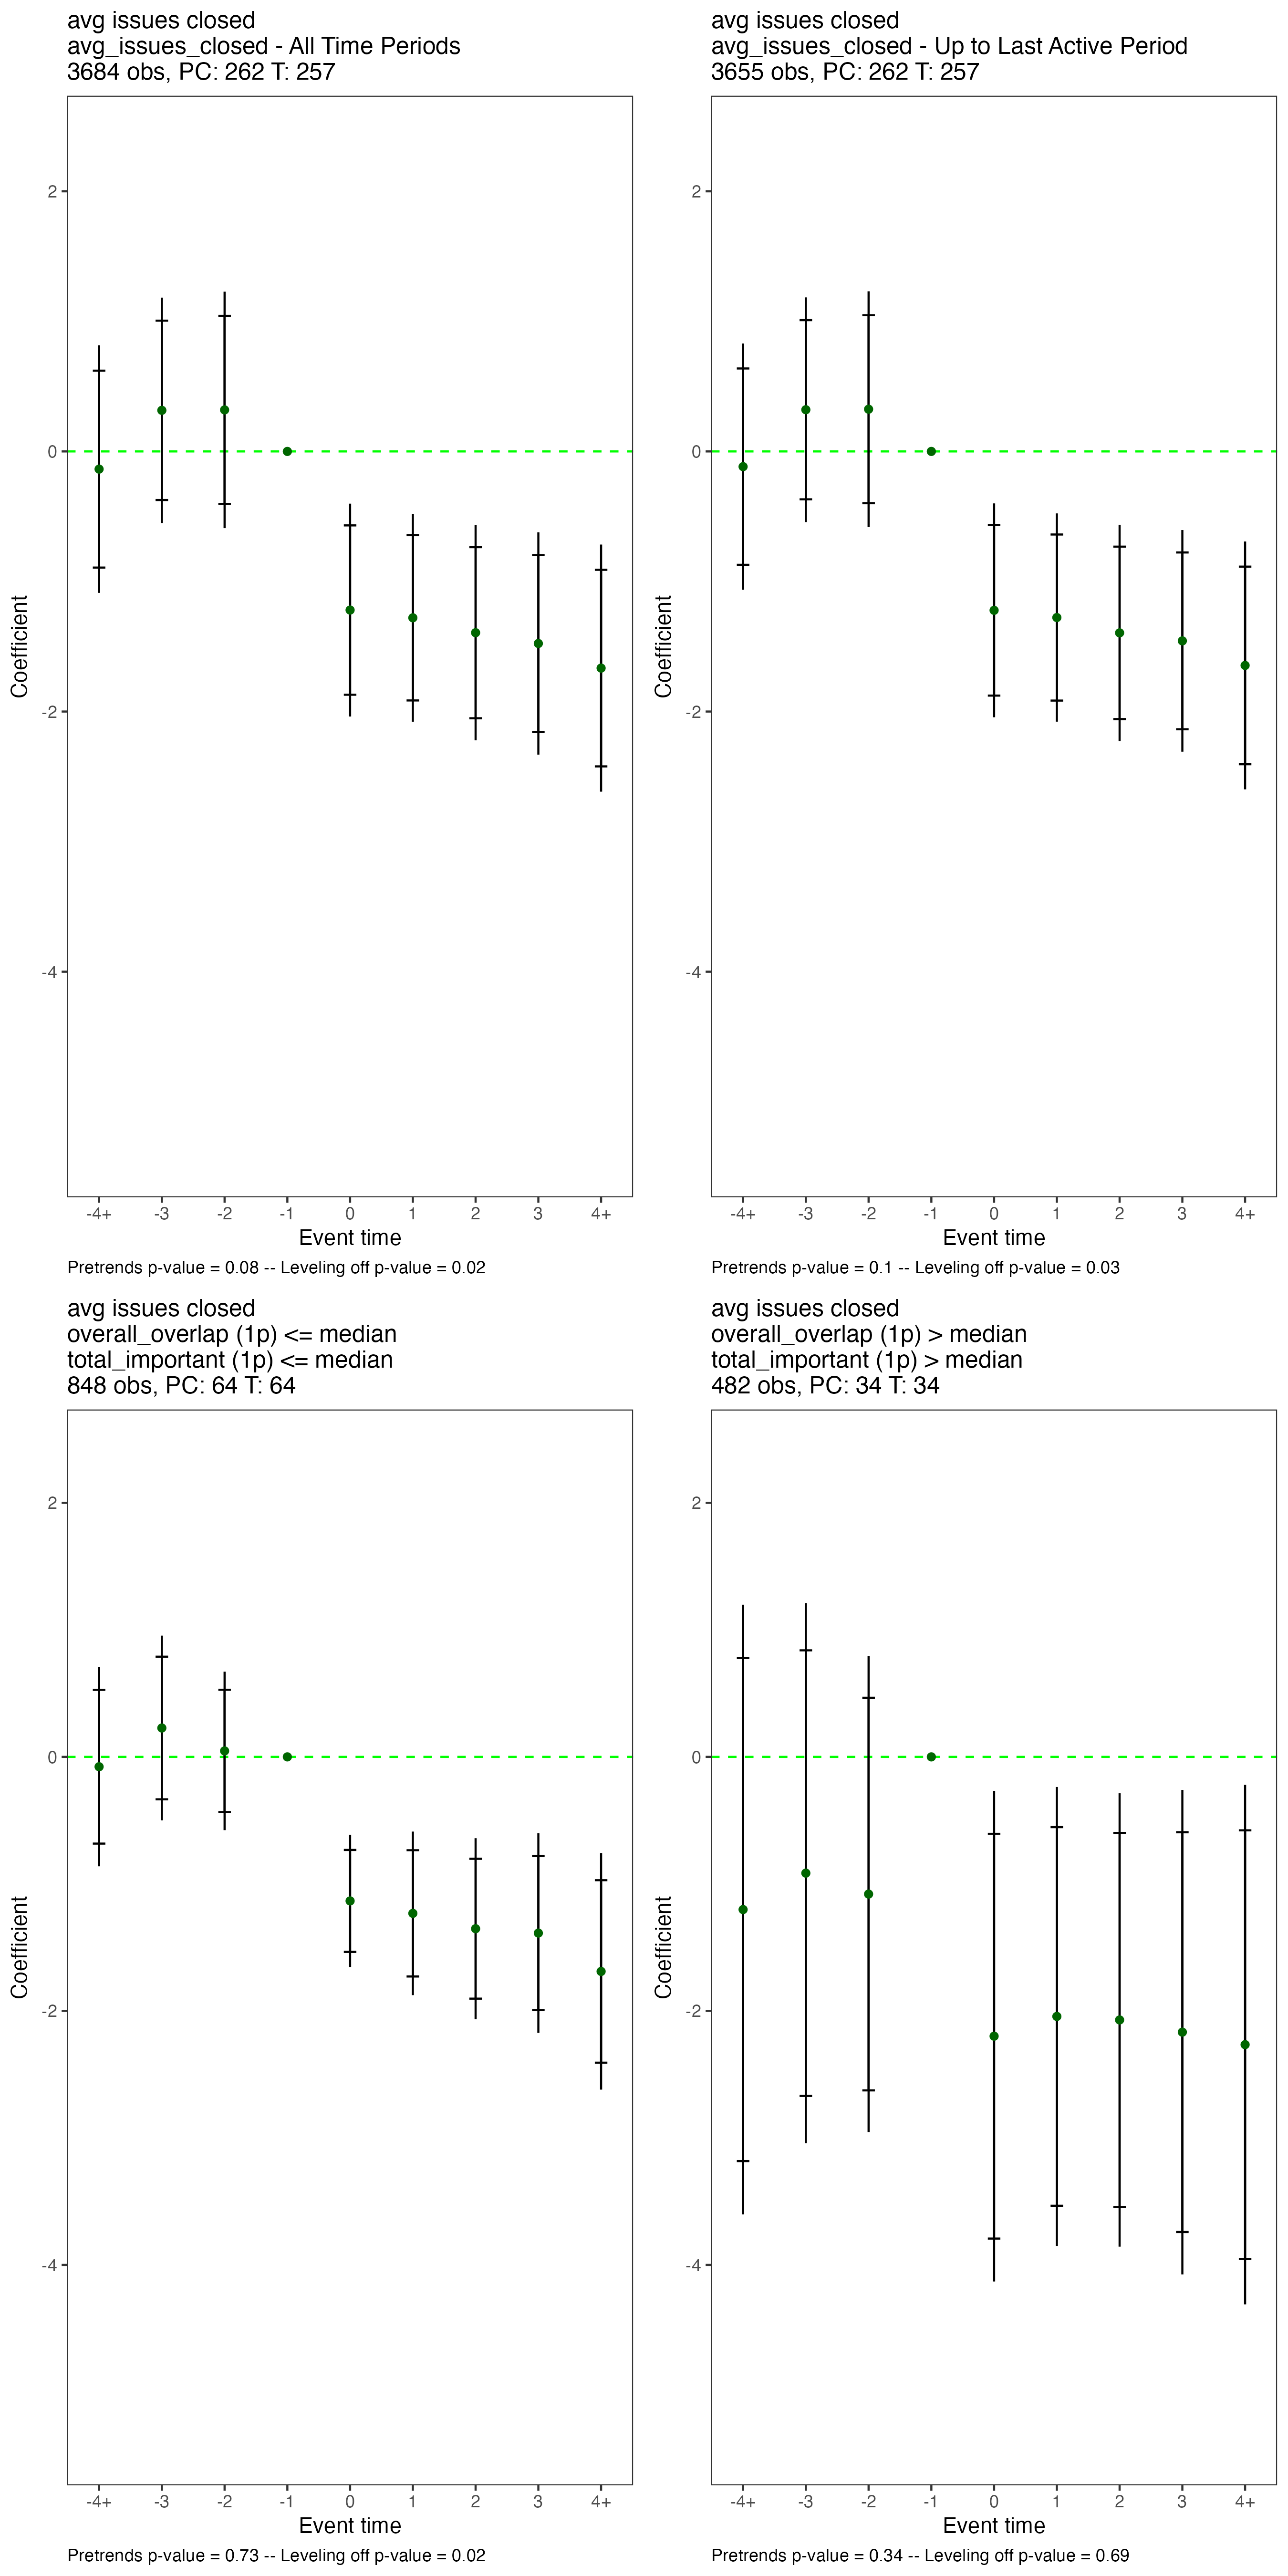 avg issues closed
avg_issues_closed - All Time Periods
3684 obs, PC: 262 T: 257
2
0
-2
-4
Coefficient
-4+ -3 -2 -1 0 1 2 3 4+
Event time
Pretrends p-value = 0.08 -- Leveling off p-value = 0.02
avg issues closed
avg_issues_closed - Up to Last Active Period
3655 obs, PC: 262 T: 257
2
0
-2
-4
Coefficient
-4+ -3 -2 -1 0 1 2 3 4+
Event time
Pretrends p-value = 0.1 -- Leveling off p-value = 0.03
avg issues closed
overall_overlap (1p) <= median
total_important (1p) <= median
848 obs, PC: 64 T: 64
2
0
-2
-4
Coefficient
-4+ -3 -2 -1 0 1 2 3 4+
Event time
Pretrends p-value = 0.73 -- Leveling off p-value = 0.02
avg issues closed
overall_overlap (1p) > median
total_important (1p) > median
482 obs, PC: 34 T: 34
2
0
-2
-4
Coefficient
-4+ -3 -2 -1 0 1 2 3 4+
Event time
Pretrends p-value = 0.34 -- Leveling off p-value = 0.69